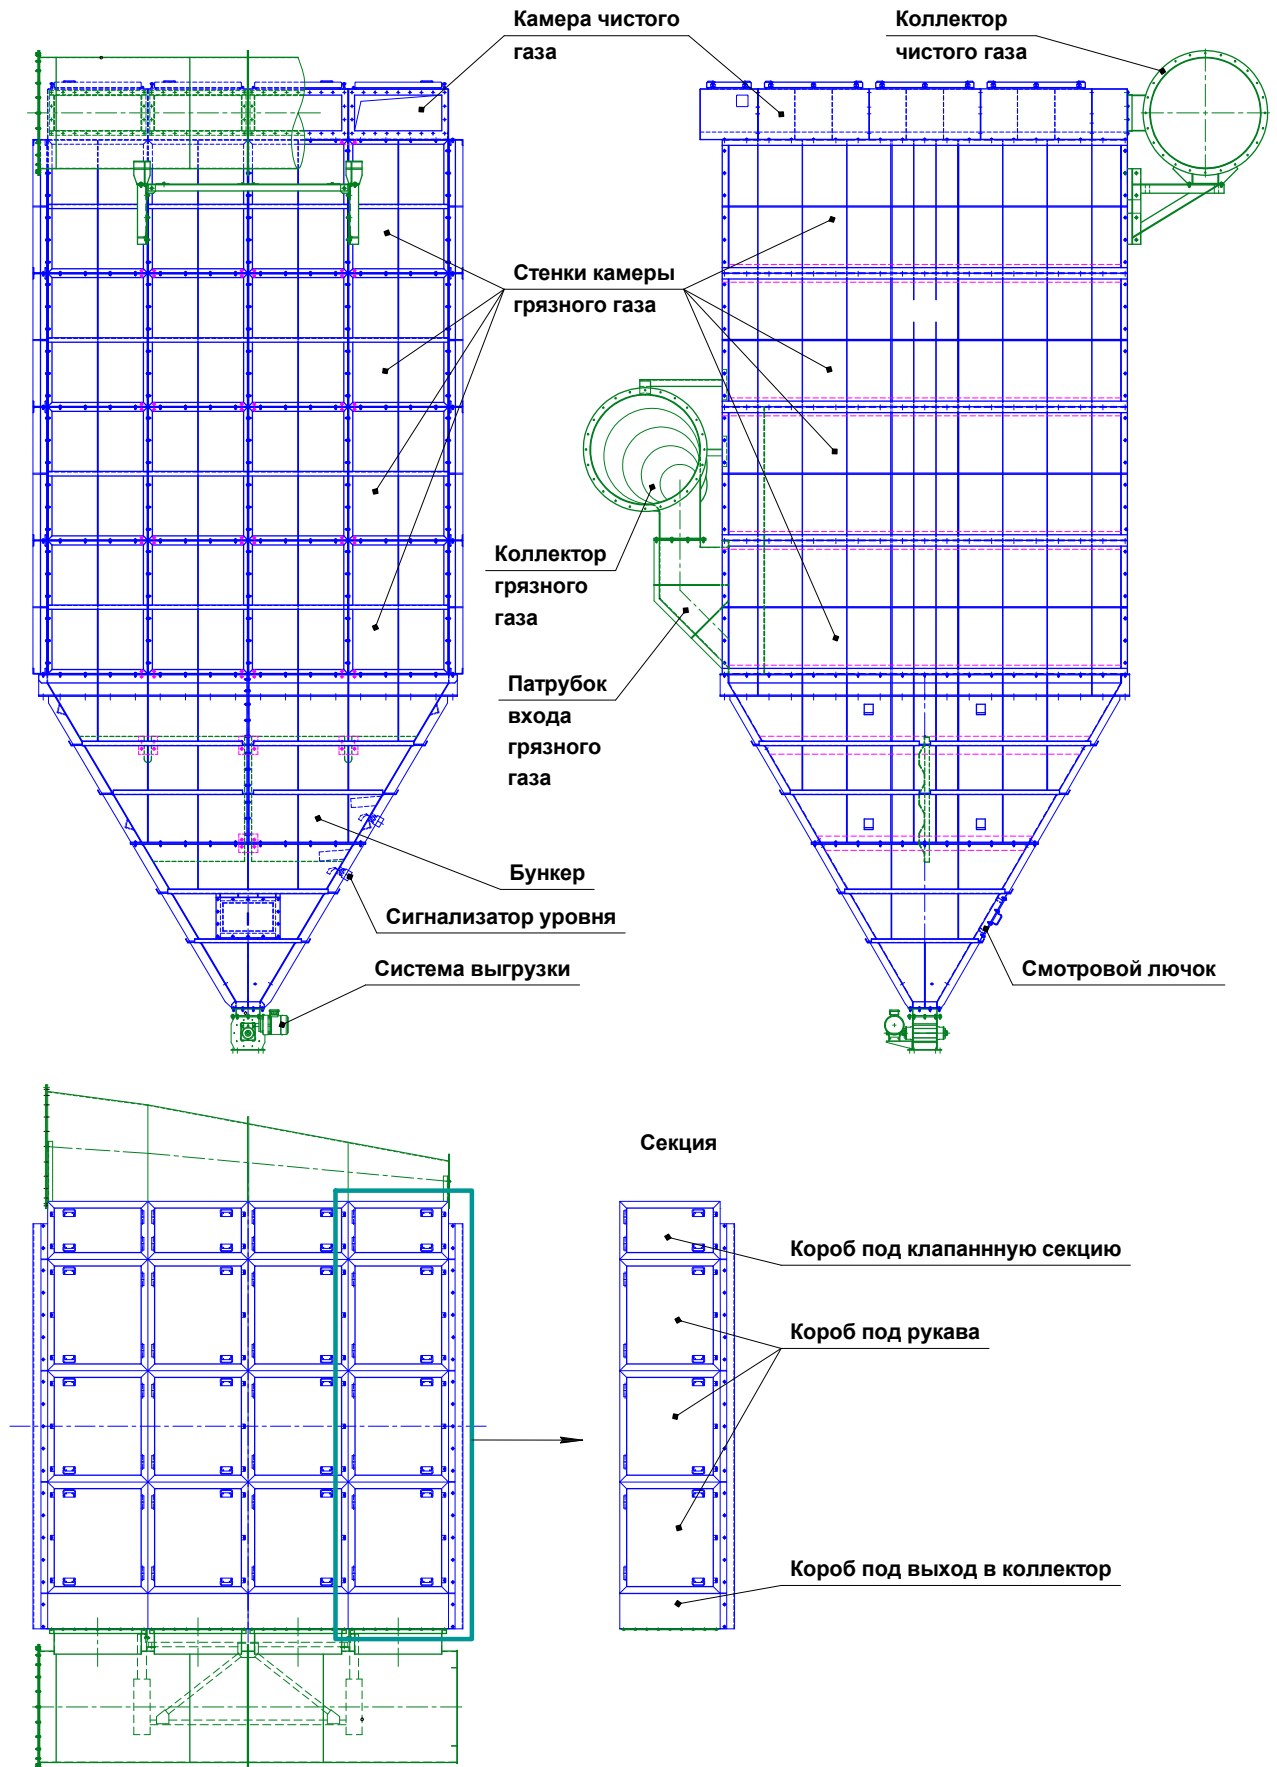 Камера чистого
газа
Коллектор
чистого газа
Стенки камеры
грязного газа
Коллектор
грязного
газа
Патрубок
входа
грязного
газа
Бункер
Сигнализатор уровня
Система выгрузки
Смотровой лючок
Секция
Короб под клапаннную секцию
Короб под рукава
Короб под выход в коллектор